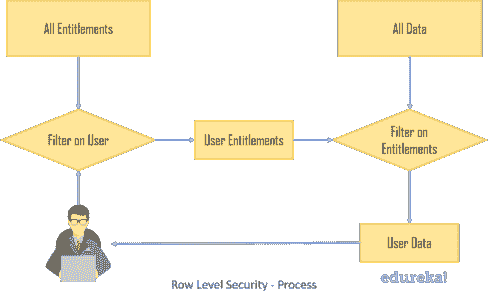 All Entitlements
All Data
Filter on User
User Entitlements
Filter on
Entitlements
User Data
edureka!
Row Level Security - Process